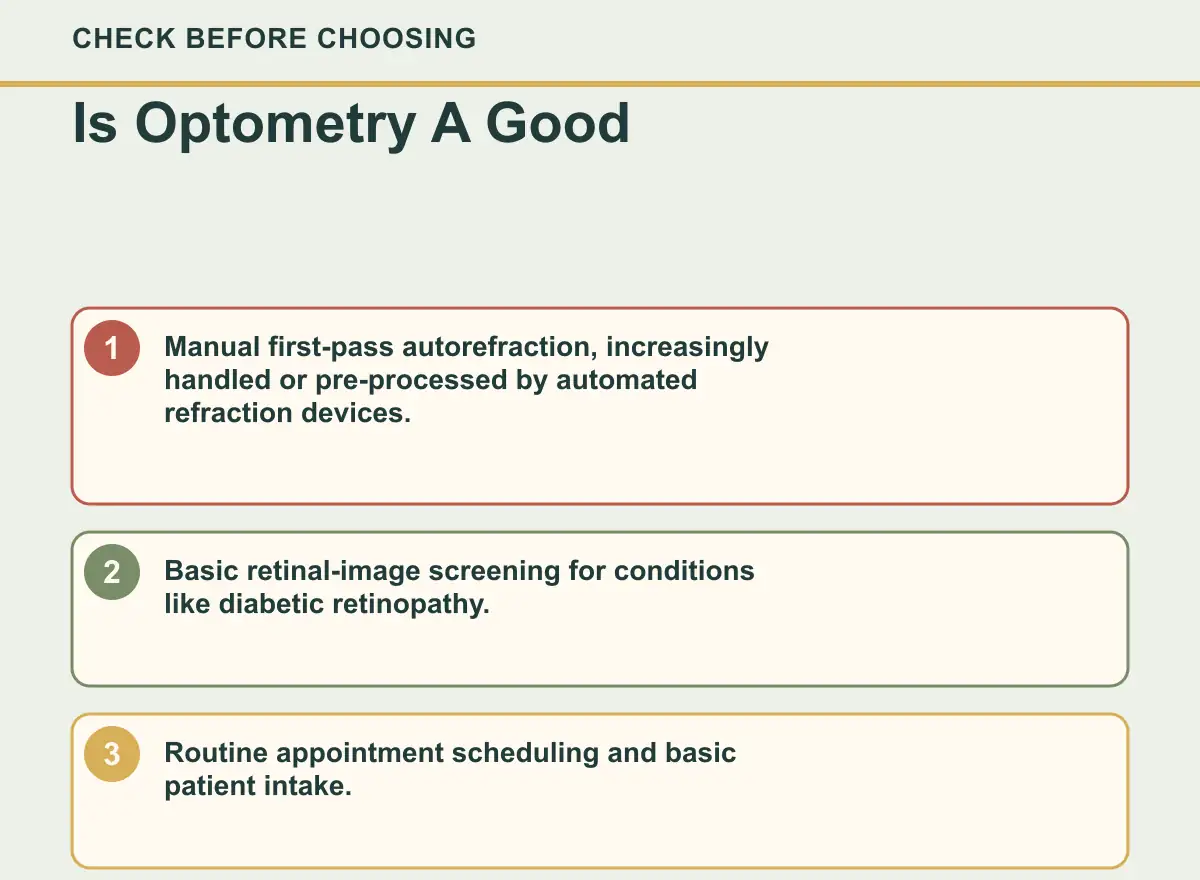 CHECK BEFORE CHOOSING
Is Optometry A Good
1
Manual first-pass autorefraction, increasingly
handled or pre-processed by automated
refraction devices.
2
Basic retinal-image screening for conditions
like diabetic retinopathy.
3
Routine appointment scheduling and basic
patient intake.